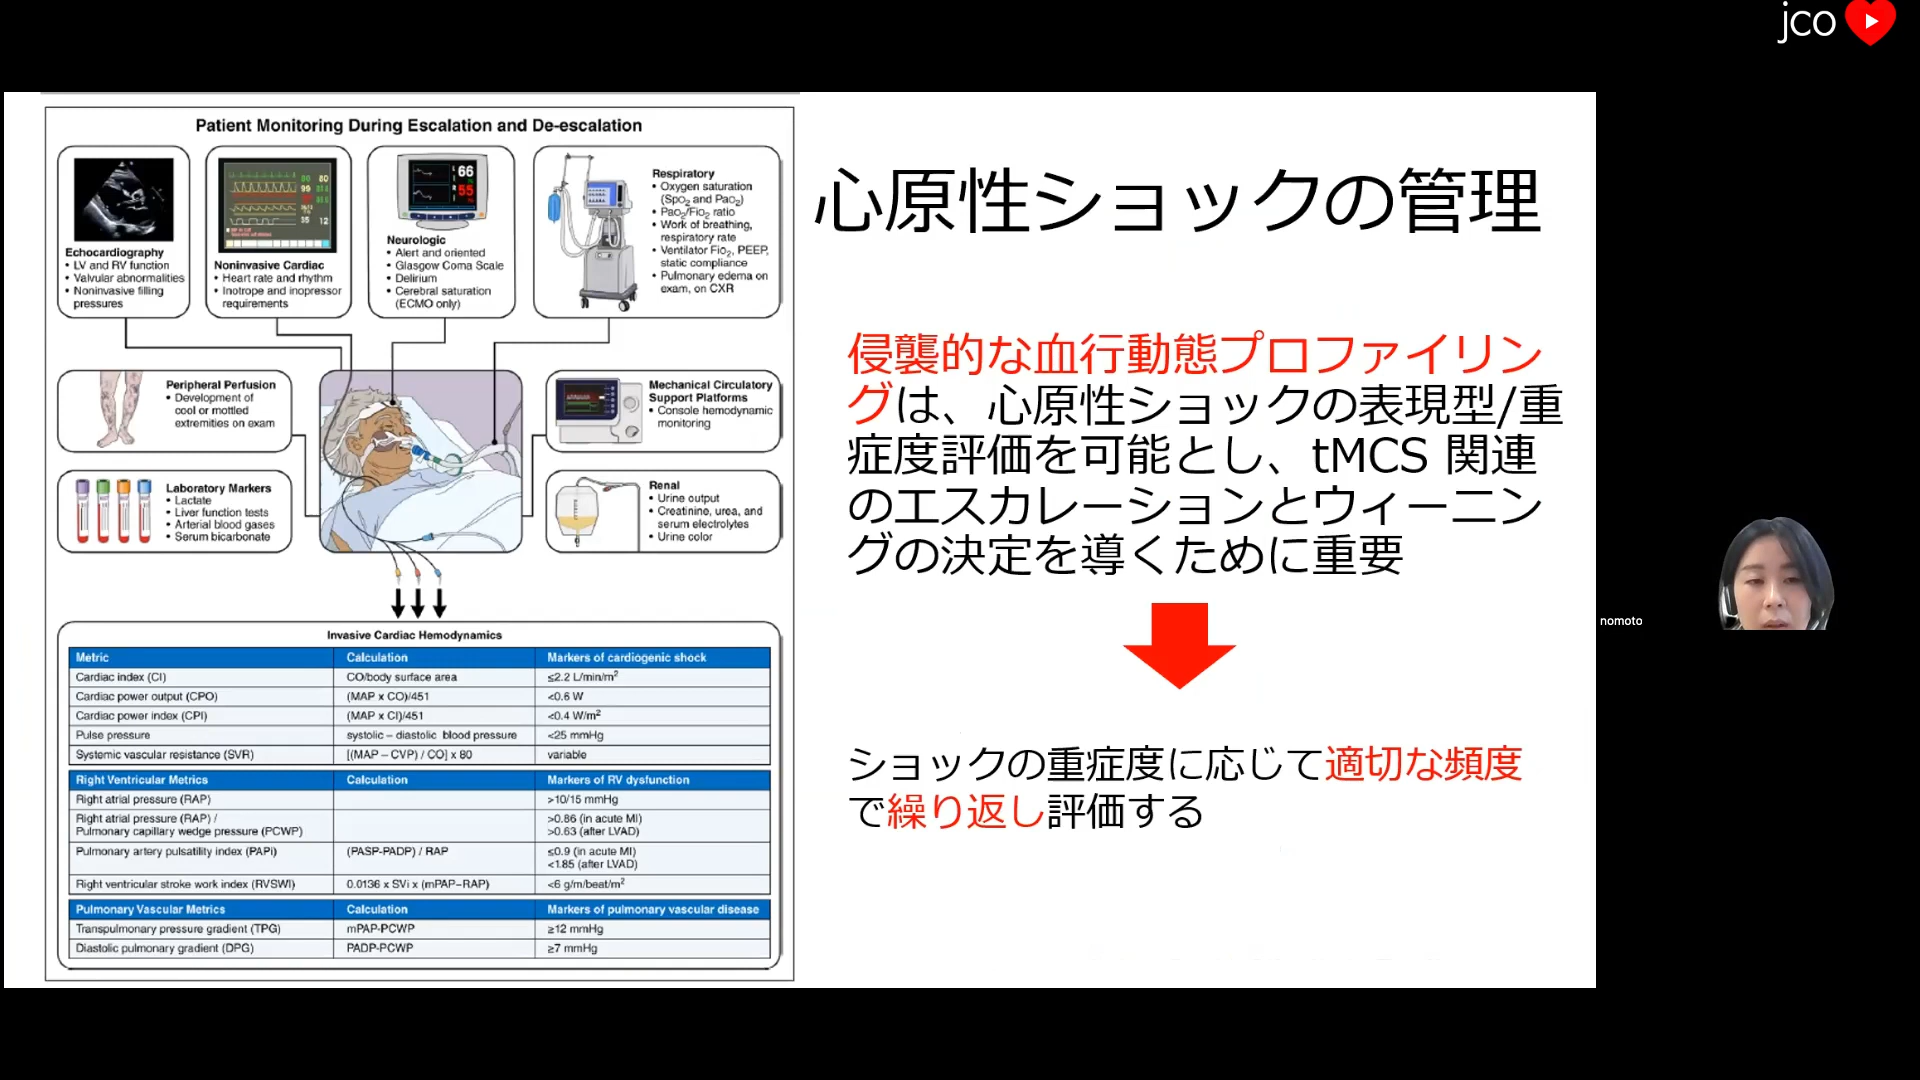 jco
Patient Monitoring During Escalation and De-escalation
Echocardiography
• LV and RV function
• Valvular abnormalities
• Noninvasive filling
pressures
Noninvasive Cardiac
• Heart rate and rhythm
• Inotrope and inopressor
requirements
66
55
Neurologic
• Alert and oriented
• Glasgow Coma Scale
• Delirium
• Cerebral saturation
(ECMO only)
Respiratory
• Oxygen saturation
(Spo₂ and Pao₂)
• Pao₂/Fio₂ ratio
• Work of breathing,
respiratory rate
• Ventilator Fio₂, PEEP,
static compliance
• Pulmonary edema on
exam, on CXR
Peripheral Perfusion
• Development of
cool or mottled
extremities on exam
Mechanical Circulatory
Support Platforms
• Console hemodynamic
monitoring
Laboratory Markers
• Lactate
• Liver function tests
• Arterial blood gases
• Serum bicarbonate
Renal
• Urine output
• Creatinine, urea, and
serum electrolytes
• Urine color
Invasive Cardiac Hemodynamics
Metric Calculation Markers of cardiogenic shock
Cardiac index (CI) CO/body surface area ≤2.2 L/min/m²
Cardiac power output (CPO) (MAP x CO)/451 <0.6 W
Cardiac power index (CPI) (MAP x CI)/451 <0.4 W/m²
Pulse pressure systolic – diastolic blood pressure <25 mmHg
Systemic vascular resistance (SVR) [(MAP – CVP) / CO] x 80 variable
Right Ventricular Metrics Calculation Markers of RV dysfunction
Right atrial pressure (RAP) >10/15 mmHg
Right atrial pressure (RAP) / >0.86 (in acute MI)
Pulmonary capillary wedge pressure (PCWP) >0.63 (after LVAD)
Pulmonary artery pulsatility index (PAPi) (PASP-PADP) / RAP ≤0.9 (in acute MI)
<1.85 (after LVAD)
Right ventricular stroke work index (RVSWI) 0.0136 x SVi x (mPAP–RAP) <6 g/m/beat/m²
Pulmonary Vascular Metrics Calculation Markers of pulmonary vascular disease
Transpulmonary pressure gradient (TPG) mPAP-PCWP ≥12 mmHg
Diastolic pulmonary gradient (DPG) PADP-PCWP ≥7 mmHg
心原性ショックの管理
侵襲的な血行動態プロファイリン
グは、心原性ショックの表現型/重
症度評価を可能とし、tMCS 関連
のエスカレーションとウィーニン
グの決定を導くために重要
ショックの重症度に応じて適切な頻度
で繰り返し評価する
nomoto